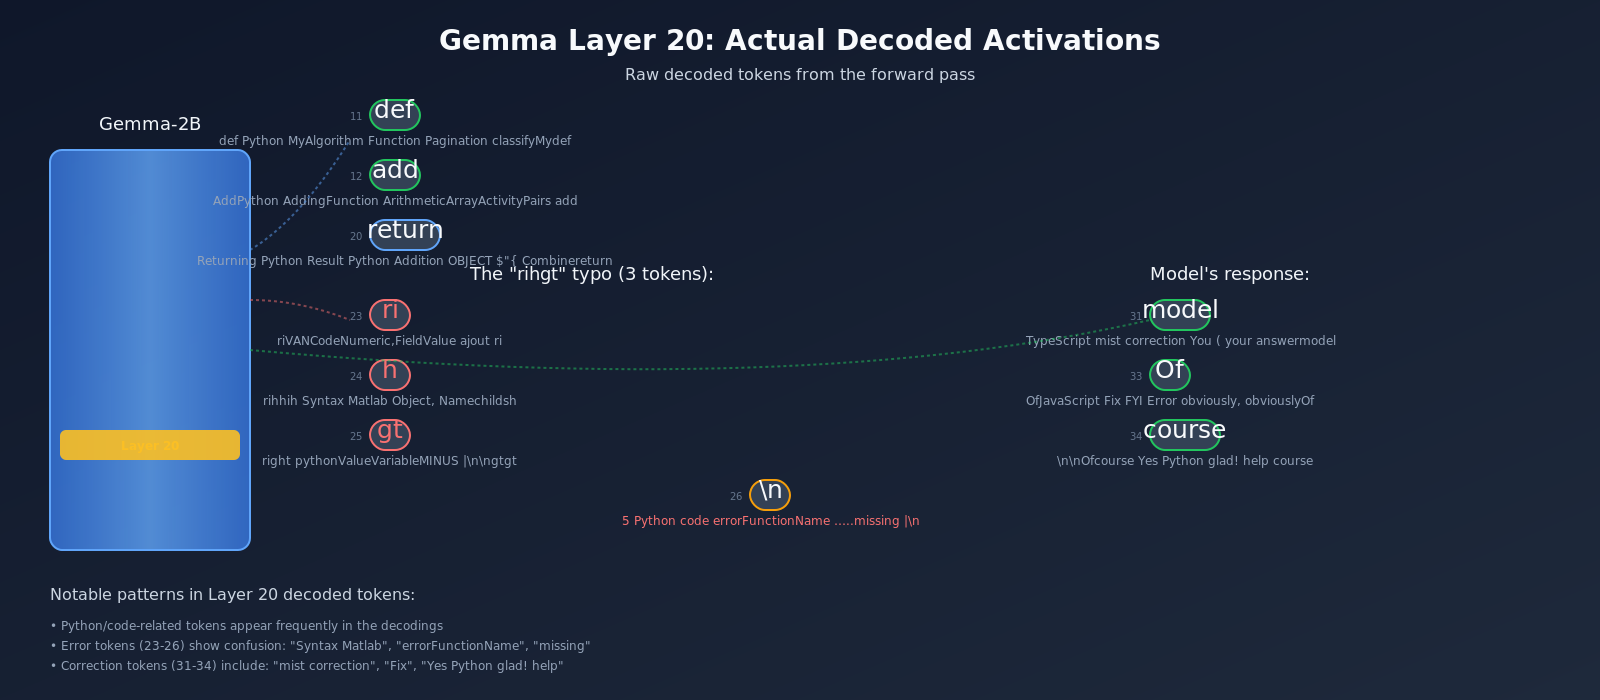 Gemma Layer 20: Actual Decoded Activations
Raw decoded tokens from the forward pass
Gemma-2B
Layer 20
11 def
def Python MyAlgorithm Function Pagination classifyMydef
12 add
AddPython AddingFunction ArithmeticArrayActivityPairs add
20 return
Returning Python Result Python Addition OBJECT $"{ Combinereturn
The "rihgt" typo (3 tokens):
23 ri
riVANCodeNumeric,FieldValue ajout ri
24 h
rihhih Syntax Matlab Object, Namechildsh
25 gt
right pythonValueVariableMINUS |\n\ngtgt
26 \n
5 Python code errorFunctionName .....missing |\n
Model's response:
31 model
TypeScript mist correction You ( your answermodel
33 Of
OfJavaScript Fix FYI Error obviously, obviouslyOf
34 course
\n\nOfcourse Yes Python glad! help course
Notable patterns in Layer 20 decoded tokens:
• Python/code-related tokens appear frequently in the decodings
• Error tokens (23-26) show confusion: "Syntax Matlab", "errorFunctionName", "missing"
• Correction tokens (31-34) include: "mist correction", "Fix", "Yes Python glad! help"